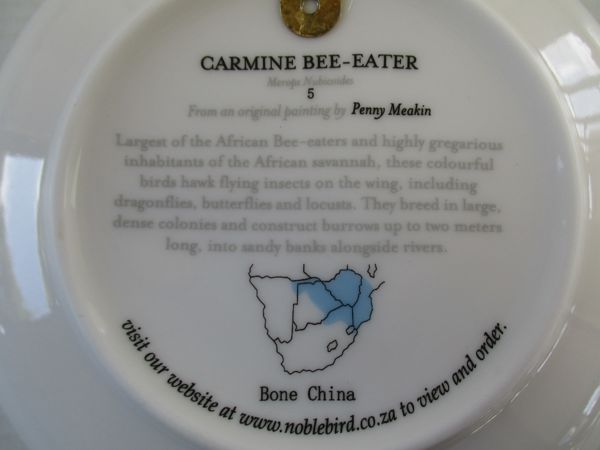 CARMINE BEE-EATER
Merops Nubicoides
5
From an original painting by Penny Meakin
Largest of the African Bee-eaters and highly gregarious
inhabitants of the African savannah, these colourful
birds hawk flying insects on the wing, including
dragonflies, butterflies and locusts. They breed in large,
dense colonies and construct burrows up to two meters
long, into sandy banks alongside rivers.
Bone China
visit our website at www.noblebird.co.za to view and order.